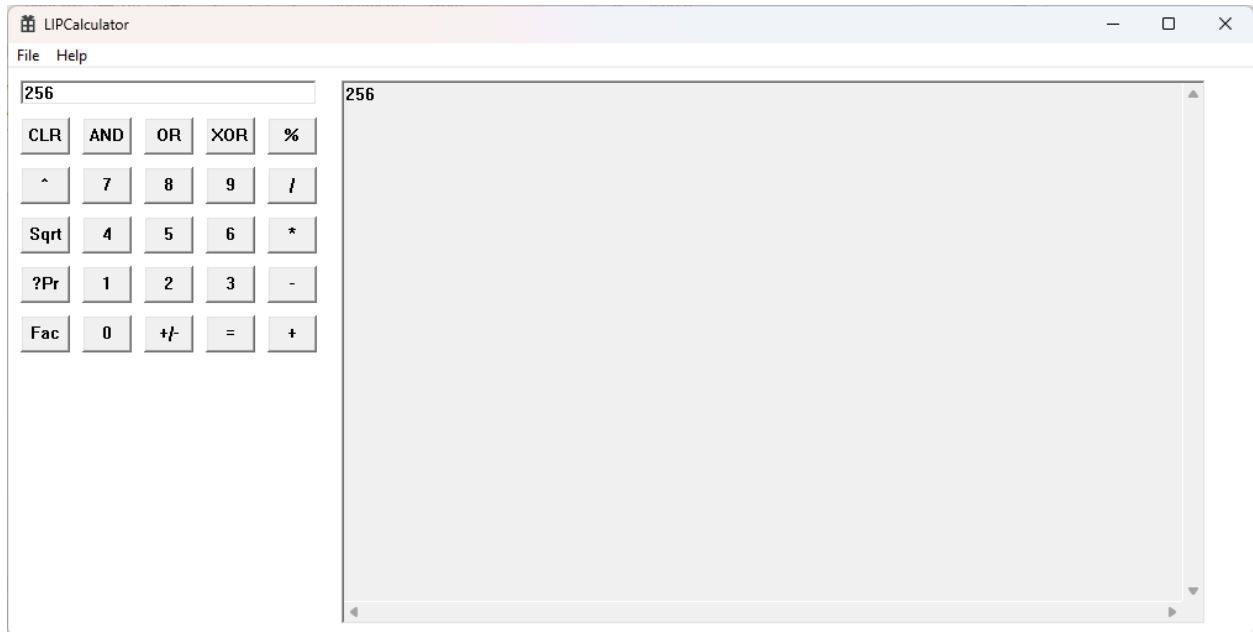 LIPCalculator
File Help
256
256
CLR AND OR XOR %
^ 7 8 9 /
Sqrt 4 5 6 *
?Pr 1 2 3 -
Fac 0 +/- = +